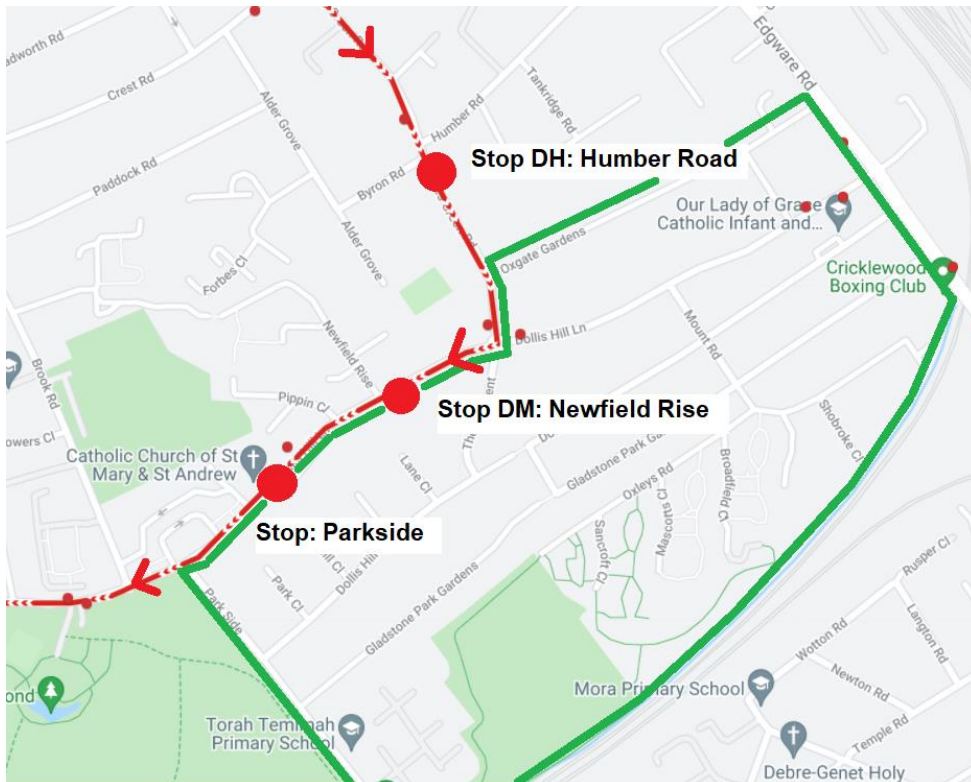 adworth Rd
Crest Rd
Alder Grove
Humber Rd
Tankridge Rd
Edgware Rd
Paddock Rd
Byron Rd
Stop DH: Humber Road
Our Lady of Grace
Catholic Infant and...
Alder Grove
Forbes Cl
Oxgate Gardens
Cricklewood
Boxing Club
Newfield Rise
Dollis Hill Ln
Mount Rd
Brook Rd
Pippin Cl
Stop DM: Newfield Rise
owers Cl
Catholic Church of St
Mary & St Andrew
Lane Cl
Gladstone Park Gard
Shobroke Cl
Broadfield Cl
Oxleys Rd
Mascotts Cl
Sancroft Cl
Stop: Parkside
Dollis Hill
Park Cl
Park Side
Gladstone Park Gardens
Rusper Cl
Langton Rd
Wotton Rd
Newton Rd
Temple Rd
ond
Mora Primary School
Torah Temimah
Primary School
Debre-Genet Holy